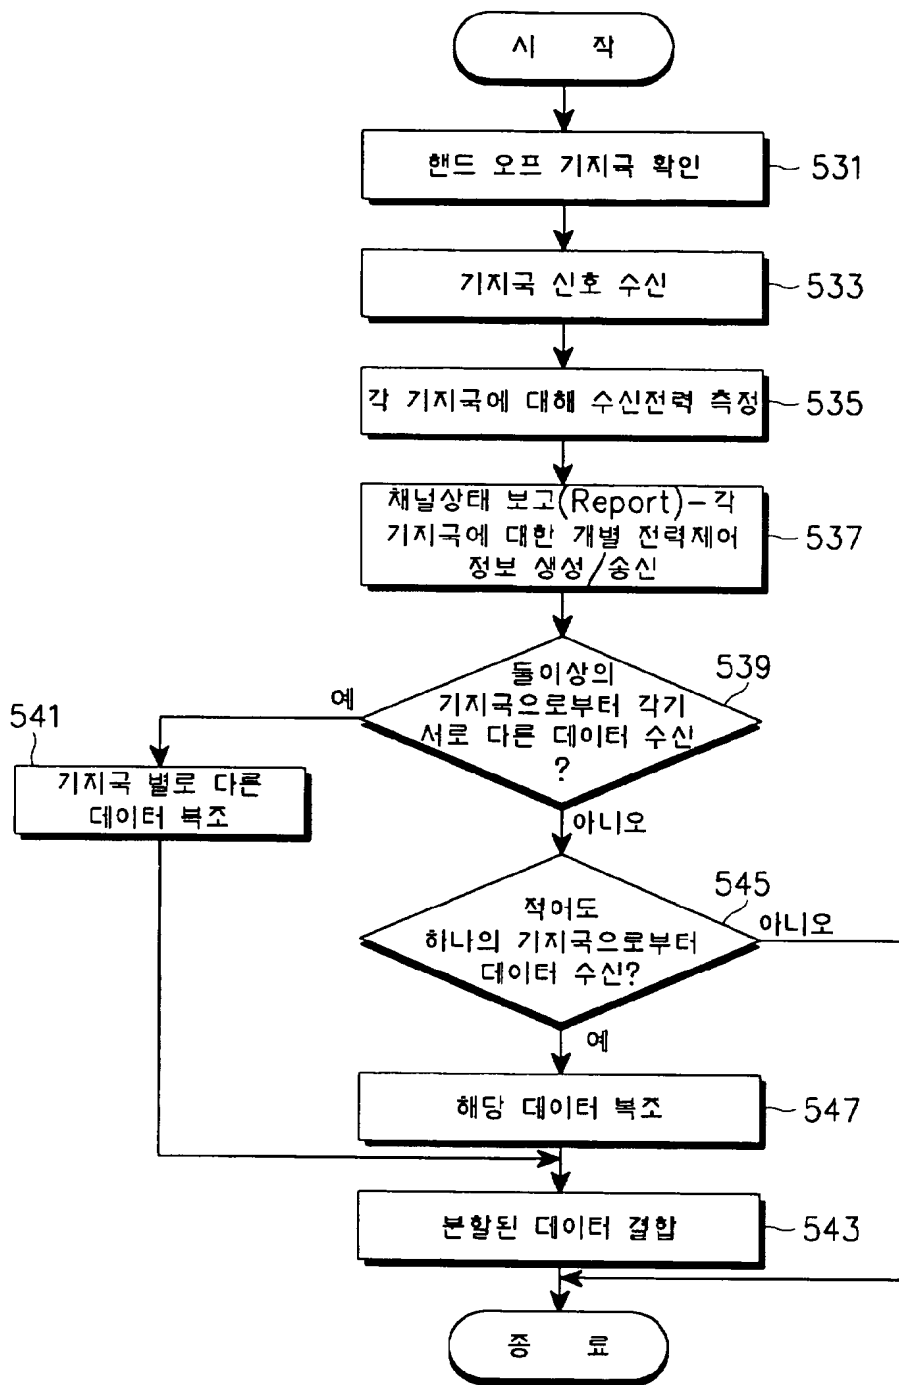 시 작
핸드 오프 기지국 확인
531
기지국 신호 수신
533
각 기지국에 대해 수신전력 측정
535
채널상태 보고(Report)-각
기지국에 대한 개별 전력제어
정보 생성/송신
537
둘이상의
기지국으로부터 각기
서로 다른 데이터 수신
?
539
예
541
기지국 별로 다른
데이터 복조
아니오
적어도
하나의 기지국으로부터
데이터 수신?
545
아니오
예
해당 데이터 복조
547
분할된 데이터 결합
543
종 료